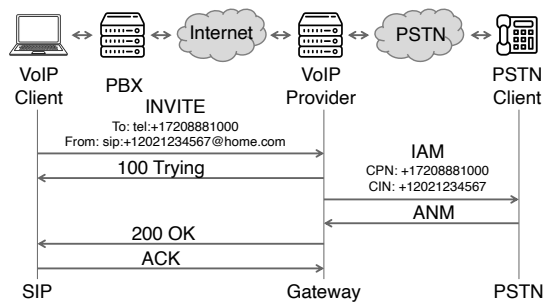 Internet
PSTN
VoIP
Client
PBX
VoIP
Provider
PSTN
Client
INVITE
To: tel:+17208881000
From: sip:+12021234567@home.com
100 Trying
IAM
CPN: +17208881000
CIN: +12021234567
ANM
200 OK
ACK
SIP
Gateway
PSTN